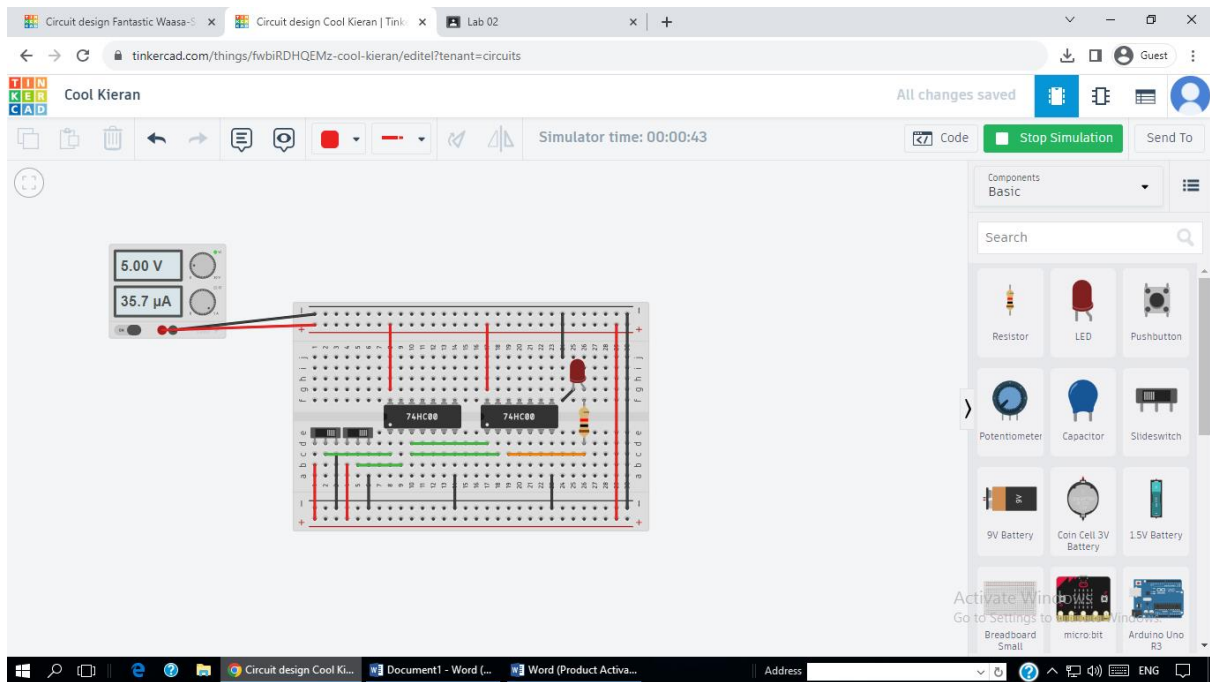 Circuit design Fantastic Waasa-S
Circuit design Cool Kieran | Tink
Lab 02
tinkercad.com/things/fwbiRDHQEMz-cool-kieran/editel?tenant=circuits
Guest
TIN
KER
CAD
Cool Kieran
All changes saved
Simulator time: 00:00:43
Code
Stop Simulation
Send To
Components
Basic
Search
5.00 V
35.7 µA
74HC00
74HC00
Resistor
LED
Pushbutton
Potentiometer
Capacitor
Slideswitch
9V
9V Battery
Coin Cell 3V
Battery
1.5V Battery
Breadboard
Small
micro:bit
Arduino Uno
R3
Activate Windows
Go to Settings to activate Windows.
Circuit design Cool Ki...
Document1 - Word (...
Word (Product Activa...
Address
ENG